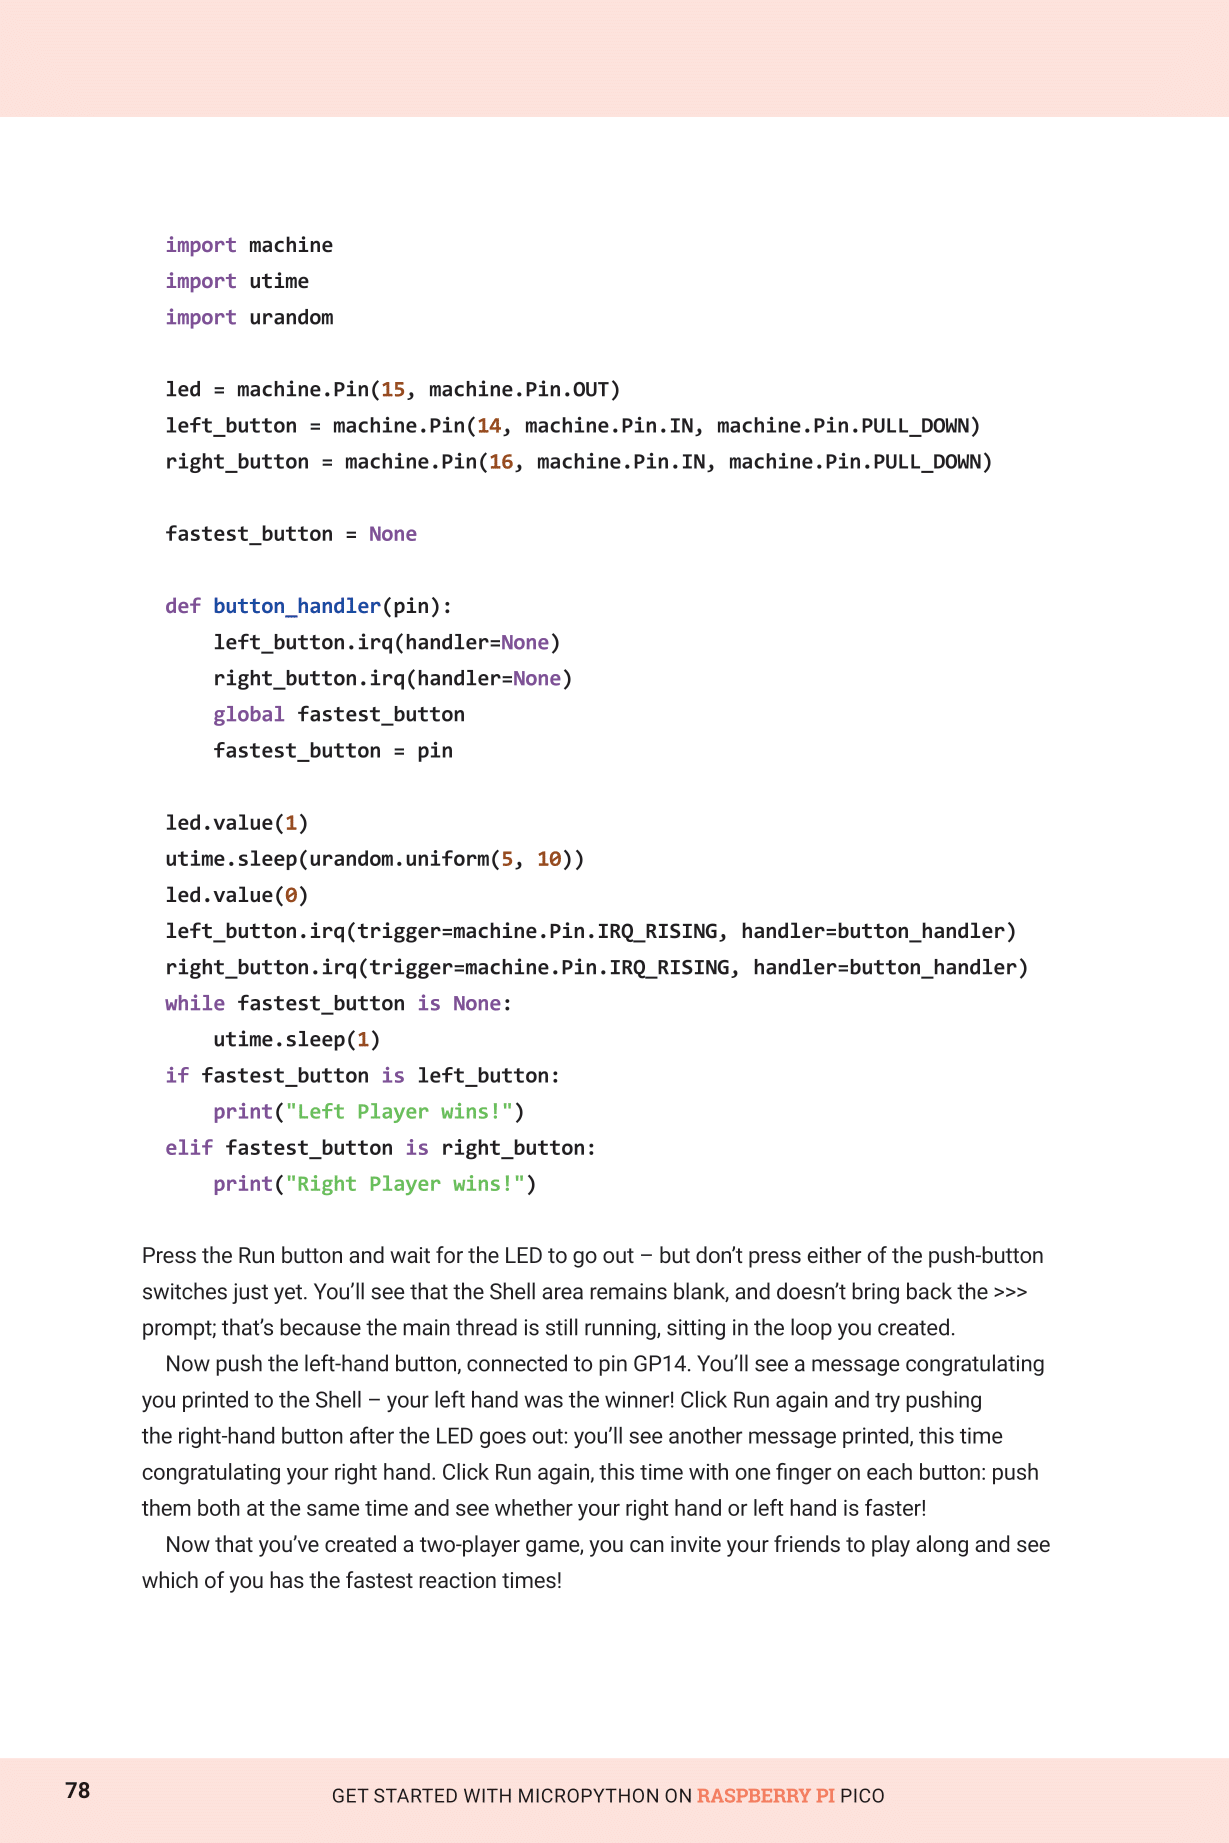 import machine
import utime
import urandom

led = machine.Pin(15, machine.Pin.OUT)
left_button = machine.Pin(14, machine.Pin.IN, machine.Pin.PULL_DOWN)
right_button = machine.Pin(16, machine.Pin.IN, machine.Pin.PULL_DOWN)

fastest_button = None

def button_handler(pin):
    left_button.irq(handler=None)
    right_button.irq(handler=None)
    global fastest_button
    fastest_button = pin

led.value(1)
utime.sleep(urandom.uniform(5, 10))
led.value(0)
left_button.irq(trigger=machine.Pin.IRQ_RISING, handler=button_handler)
right_button.irq(trigger=machine.Pin.IRQ_RISING, handler=button_handler)
while fastest_button is None:
    utime.sleep(1)
if fastest_button is left_button:
    print("Left Player wins!")
elif fastest_button is right_button:
    print("Right Player wins!")

Press the Run button and wait for the LED to go out – but don’t press either of the push-button
switches just yet. You’ll see that the Shell area remains blank, and doesn’t bring back the >>>
prompt; that’s because the main thread is still running, sitting in the loop you created.
Now push the left-hand button, connected to pin GP14. You’ll see a message congratulating
you printed to the Shell – your left hand was the winner! Click Run again and try pushing
the right-hand button after the LED goes out: you’ll see another message printed, this time
congratulating your right hand. Click Run again, this time with one finger on each button: push
them both at the same time and see whether your right hand or left hand is faster!
Now that you’ve created a two-player game, you can invite your friends to play along and see
which of you has the fastest reaction times!

78
GET STARTED WITH MICROPYTHON ON RASPBERRY PI PICO